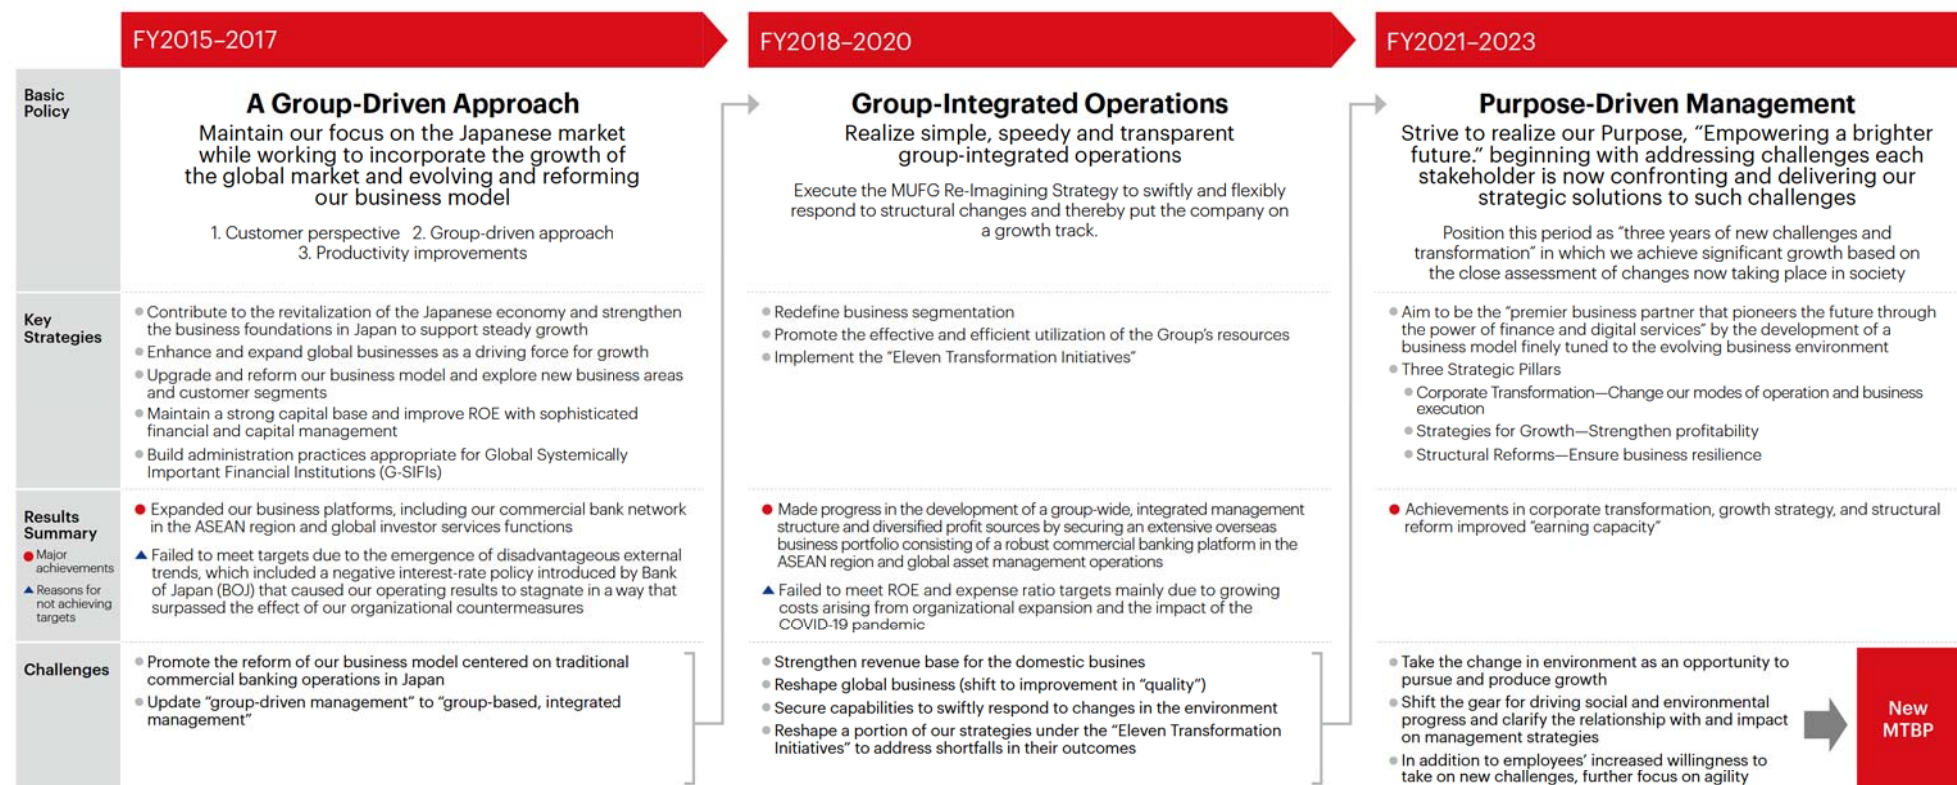 FY2015–2017
FY2018–2020
FY2021–2023
Basic
Policy
A Group-Driven Approach
Maintain our focus on the Japanese market
while working to incorporate the growth of
the global market and evolving and reforming
our business model
1. Customer perspective 2. Group-driven approach
3. Productivity improvements
Group-Integrated Operations
Realize simple, speedy and transparent
group-integrated operations
Execute the MUFG Re-Imagining Strategy to swiftly and flexibly
respond to structural changes and thereby put the company on
a growth track.
Purpose-Driven Management
Strive to realize our Purpose, “Empowering a brighter
future.” beginning with addressing challenges each
stakeholder is now confronting and delivering our
strategic solutions to such challenges
Position this period as “three years of new challenges and
transformation” in which we achieve significant growth based on
the close assessment of changes now taking place in society
Key
Strategies
Contribute to the revitalization of the Japanese economy and strengthen
the business foundations in Japan to support steady growth
Enhance and expand global businesses as a driving force for growth
Upgrade and reform our business model and explore new business areas
and customer segments
Maintain a strong capital base and improve ROE with sophisticated
financial and capital management
Build administration practices appropriate for Global Systemically
Important Financial Institutions (G-SIFIs)
Redefine business segmentation
Promote the effective and efficient utilization of the Group’s resources
Implement the “Eleven Transformation Initiatives”
Aim to be the “premier business partner that pioneers the future through
the power of finance and digital services” by the development of a
business model finely tuned to the evolving business environment
Three Strategic Pillars
Corporate Transformation—Change our modes of operation and business
execution
Strategies for Growth—Strengthen profitability
Structural Reforms—Ensure business resilience
Results
Summary
Major
achievements
Reasons for
not achieving
targets
Expanded our business platforms, including our commercial bank network
in the ASEAN region and global investor services functions
Failed to meet targets due to the emergence of disadvantageous external
trends, which included a negative interest-rate policy introduced by Bank
of Japan (BOJ) that caused our operating results to stagnate in a way that
surpassed the effect of our organizational countermeasures
Made progress in the development of a group-wide, integrated management
structure and diversified profit sources by securing an extensive overseas
business portfolio consisting of a robust commercial banking platform in the
ASEAN region and global asset management operations
Failed to meet ROE and expense ratio targets mainly due to growing
costs arising from organizational expansion and the impact of the
COVID-19 pandemic
Achievements in corporate transformation, growth strategy, and structural
reform improved “earning capacity”
Challenges
Promote the reform of our business model centered on traditional
commercial banking operations in Japan
Update “group-driven management” to “group-based, integrated
management”
Strengthen revenue base for the domestic busines
Reshape global business (shift to improvement in “quality”)
Secure capabilities to swiftly respond to changes in the environment
Reshape a portion of our strategies under the “Eleven Transformation
Initiatives” to address shortfalls in their outcomes
Take the change in environment as an opportunity to
pursue and produce growth
Shift the gear for driving social and environmental
progress and clarify the relationship with and impact
on management strategies
In addition to employees’ increased willingness to
take on new challenges, further focus on agility
New
MTBP